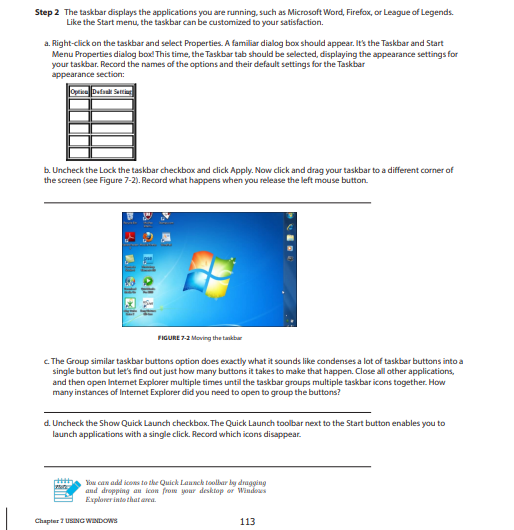 Step 2 The taskbar displays the applications you are running, such as Microsoft Word, Firefox, or League of Legends.
Like the Start menu, the taskbar can be customized to your satisfaction.
a. Right-click on the taskbar and select Properties. A familiar dialog box should appear. It's the Taskbar and Start
Menu Properties dialog box! This time, the Taskbar tab should be selected, displaying the appearance settings for
your taskbar. Record the names of the options and their default settings for the Taskbar
appearance section:
Option Default Setting
b. Uncheck the Lock the taskbar checkbox and click Apply. Now click and drag your taskbar to a different corner of
the screen (see Figure 7-2). Record what happens when you release the left mouse button.
FIGURE 7-2 Moving the taskbar
c. The Group similar taskbar buttons option does exactly what it sounds like condenses a lot of taskbar buttons into a
single button but let's find out just how many buttons it takes to make that happen. Close all other applications,
and then open Internet Explorer multiple times until the taskbar groups multiple taskbar icons together. How
many instances of Internet Explorer did you need to open to group the buttons?
d. Uncheck the Show Quick Launch checkbox. The Quick Launch toolbar next to the Start button enables you to
launch applications with a single click. Record which icons disappear.
You can add icons to the Quick Launch toolbar by dragging
and dropping an icon from your desktop or Windows
Explorer into that area.
Chapter 7 USING WINDOWS
113